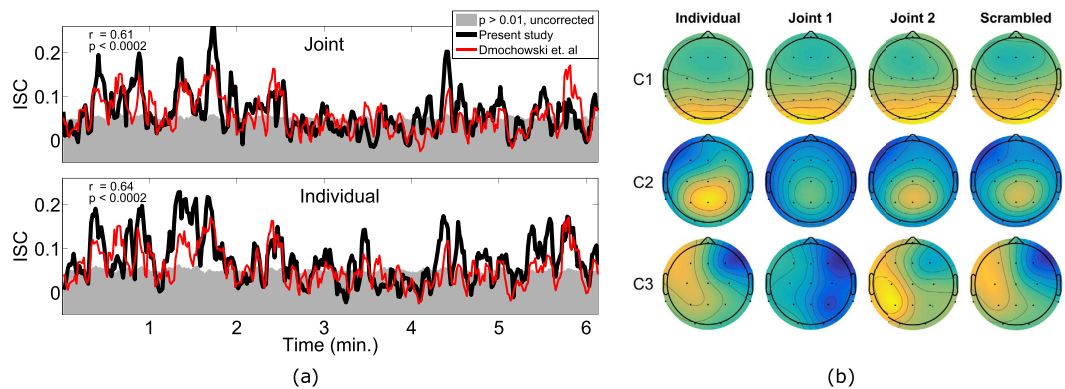 r = 0.61
p < 0.0002
Joint
p > 0.01, uncorrected
Present study
Dmochowski et. al
ISC
0.2
0.1
0
r = 0.64
p < 0.0002
Individual
ISC
0.2
0.1
0
1 2 3 4 5 6
Time (min.)
(a)
Individual Joint 1 Joint 2 Scrambled
C1
C2
C3
(b)